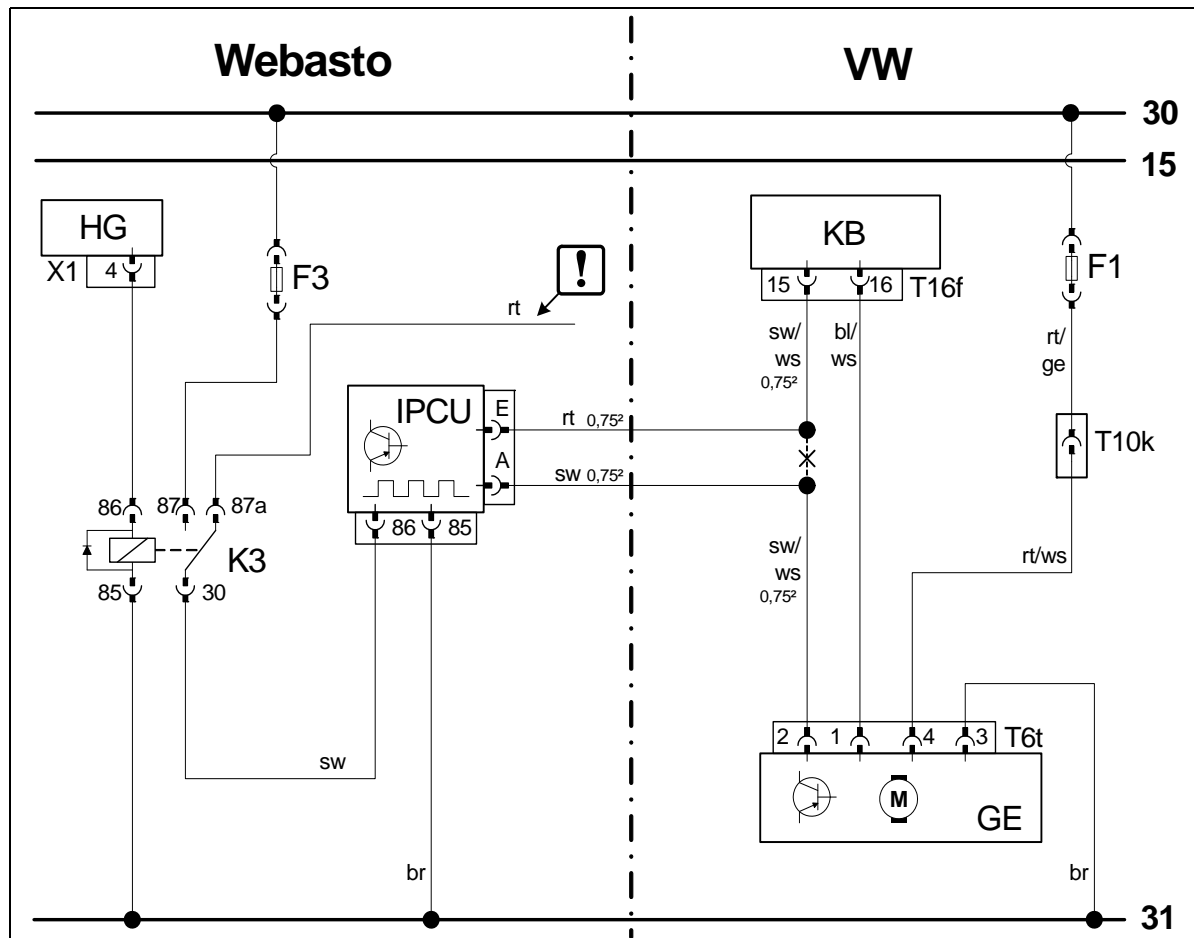 Webasto
VW
30
15
HG
X1
4
F3
!
rt
KB
15
16
T16f
F1
sw/
ws
0,75²
bl/
ws
rt/
ge
IPCU
E
A
rt 0,75²
sw 0,75²
T10k
86
87
87a
86
85
K3
85
30
sw/
ws
0,75²
rt/ws
sw
2
1
4
3
T6t
M
GE
br
br
31